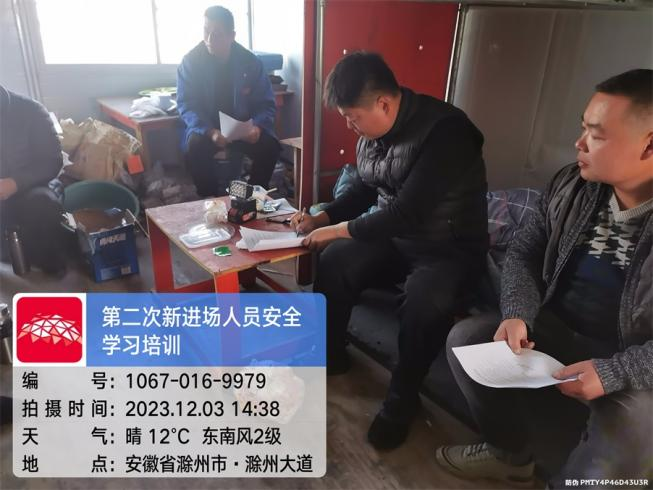 第二次新进场人员安全
学习培训
编 号: 1067-016-9979
拍摄时间: 2023.12.03 14:38
天 气: 晴 12°C 东南风2级
地 点: 安徽省滁州市·滁州大道
防伪 PMTY4P46D43U3R